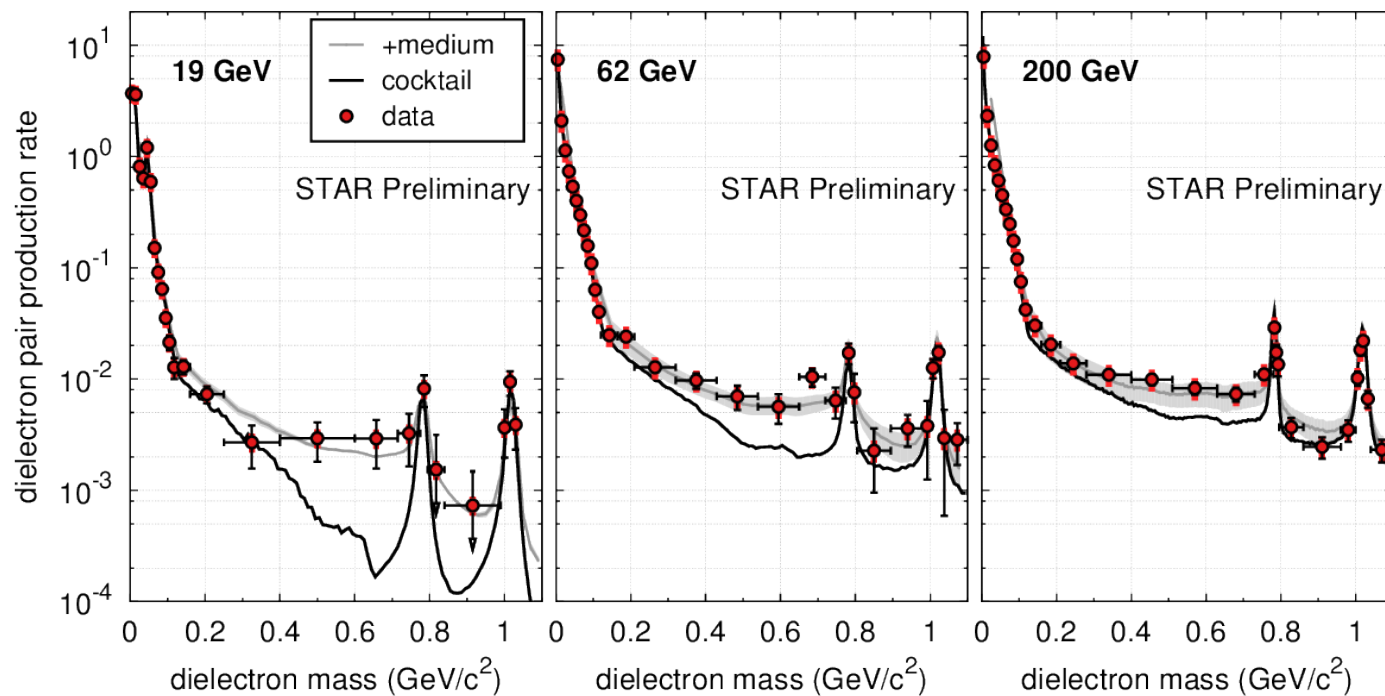 dielectron pair production rate
10^1
10^0
10^-1
10^-2
10^-3
10^-4
19 GeV
+medium
cocktail
data
STAR Preliminary
0 0.2 0.4 0.6 0.8 1
dielectron mass (GeV/c^2)
62 GeV
STAR Preliminary
0 0.2 0.4 0.6 0.8 1
dielectron mass (GeV/c^2)
200 GeV
STAR Preliminary
0 0.2 0.4 0.6 0.8 1
dielectron mass (GeV/c^2)